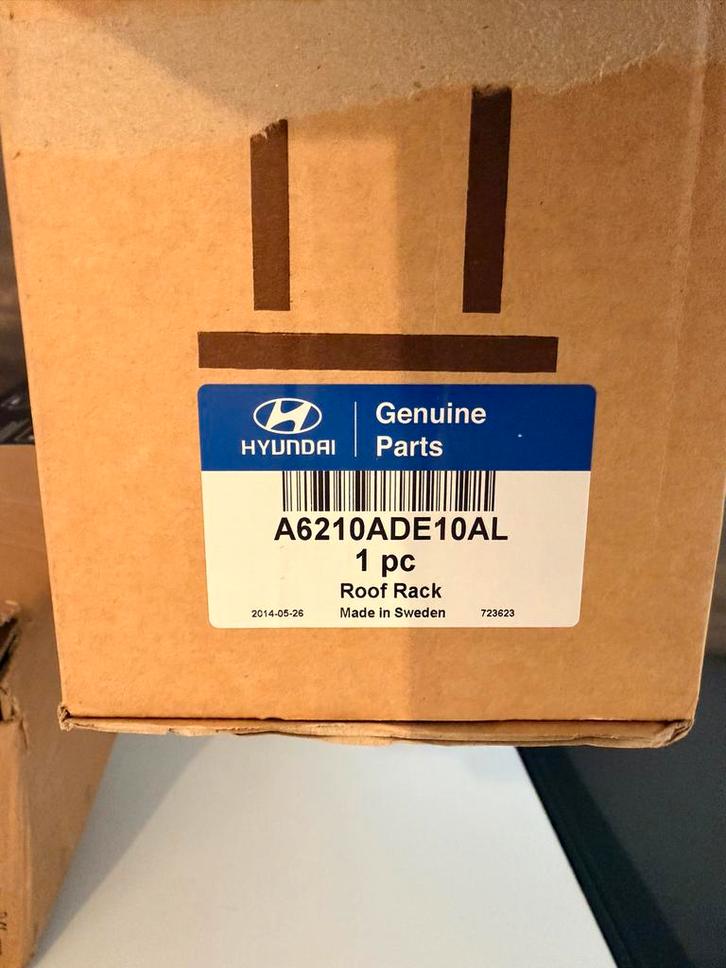 HYUNDAI
Genuine
Parts
A6210ADE10AL
1 pc
Roof Rack
2014-05-26 Made in Sweden 723623